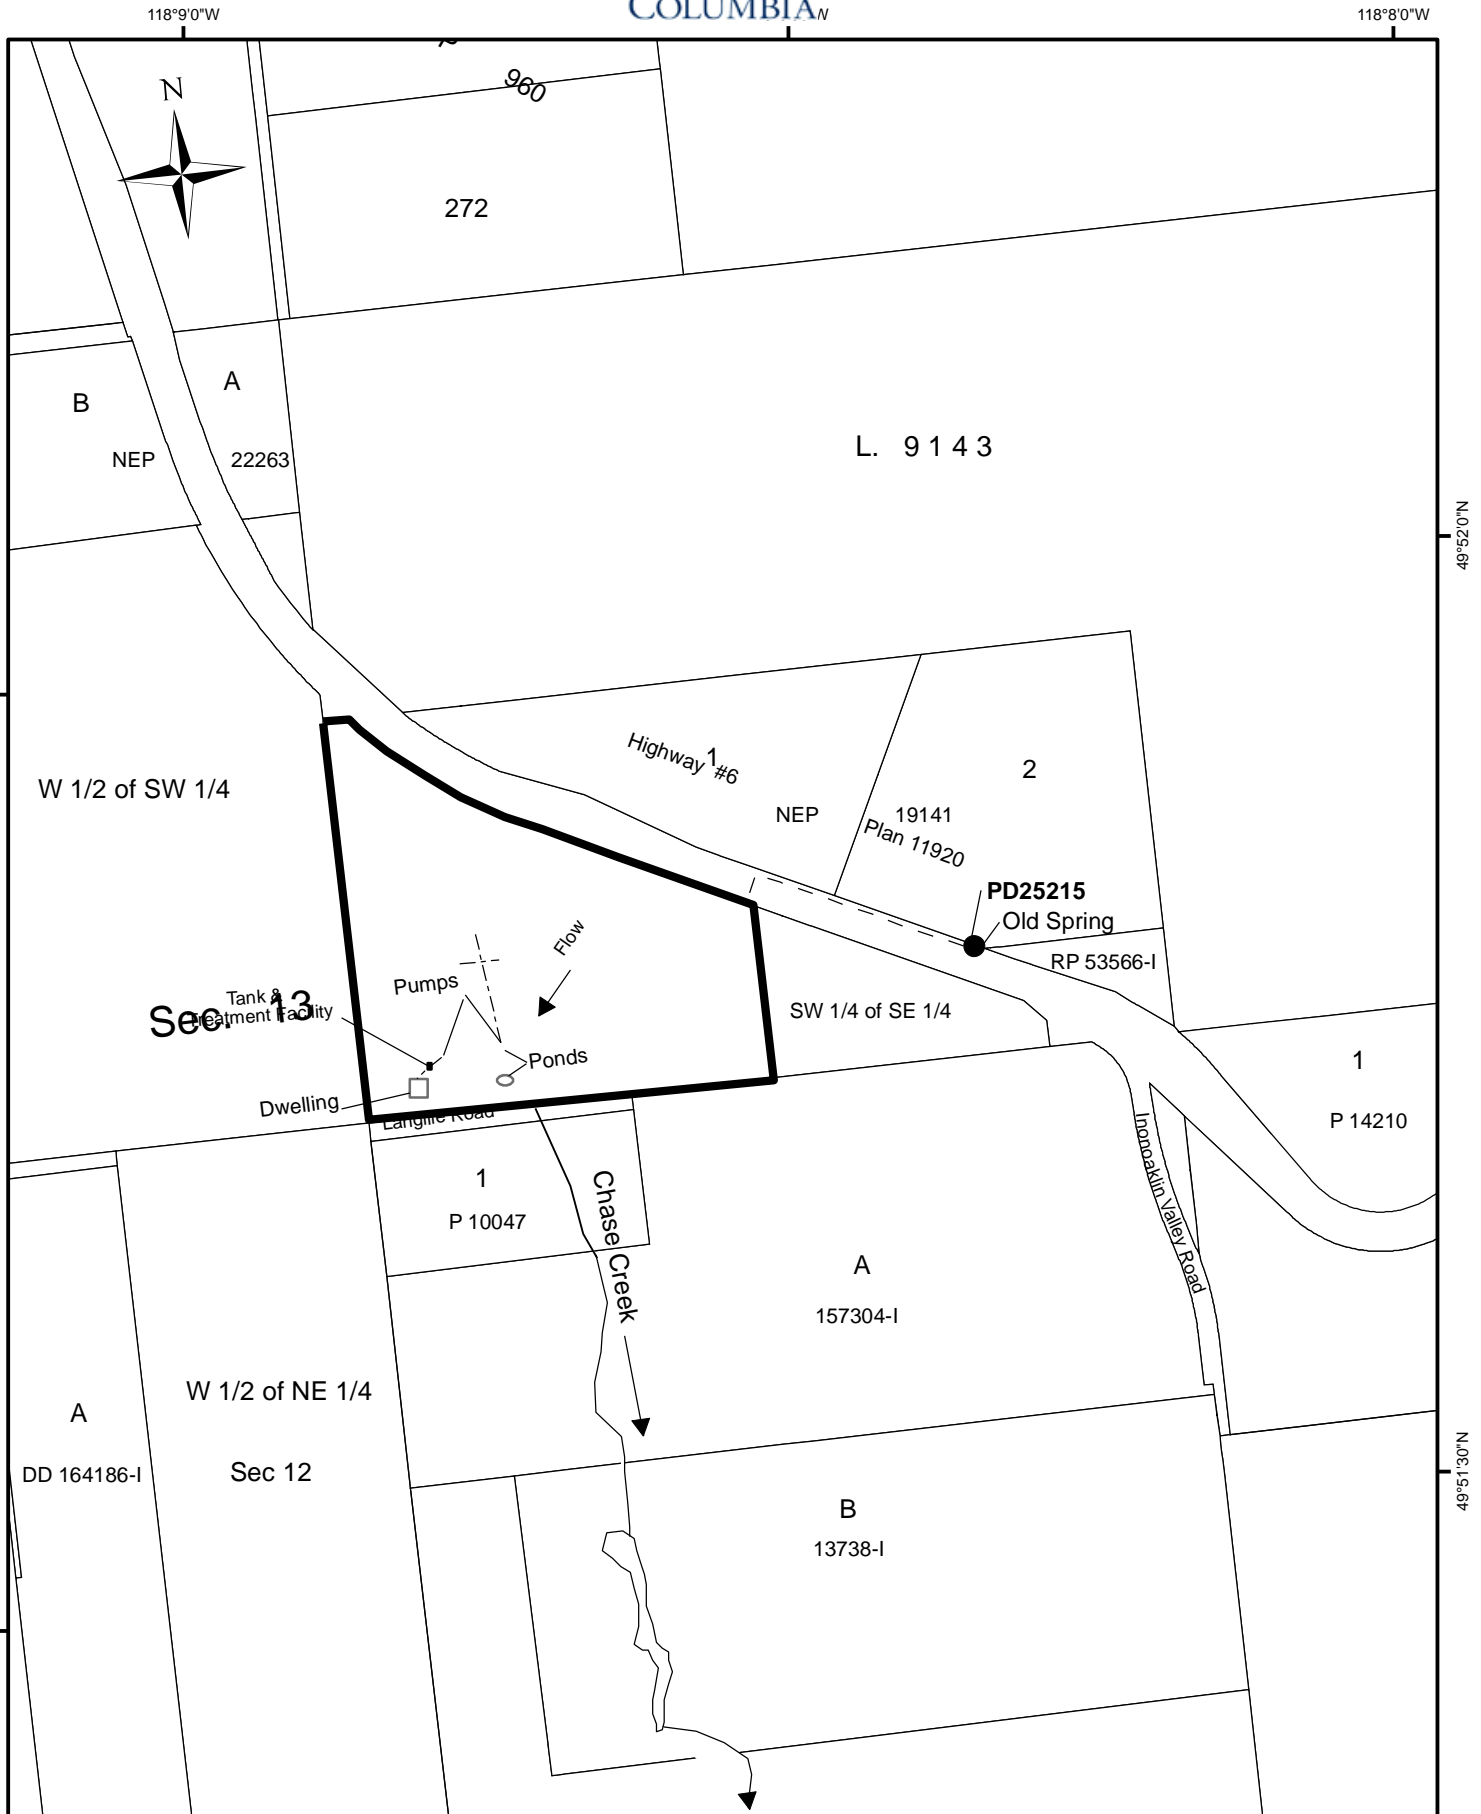 COLUMBIA
118°9'0"W
118°8'0"W
N
960
272
B
A
NEP
22263
L. 9143
49°52'0"N
W 1/2 of SW 1/4
Highway #6
1
2
NEP
19141
Plan 11920
PD25215
Old Spring
RP 53566-I
Flow
Pumps
Tank &
Treatment Facility
Sec. 13
SW 1/4 of SE 1/4
Ponds
Dwelling
Langille Road
1
P 14210
Inonoaklin Valley Road
1
P 10047
Chase Creek
A
157304-I
W 1/2 of NE 1/4
A
DD 164186-I
Sec 12
49°51'30"N
B
13738-I